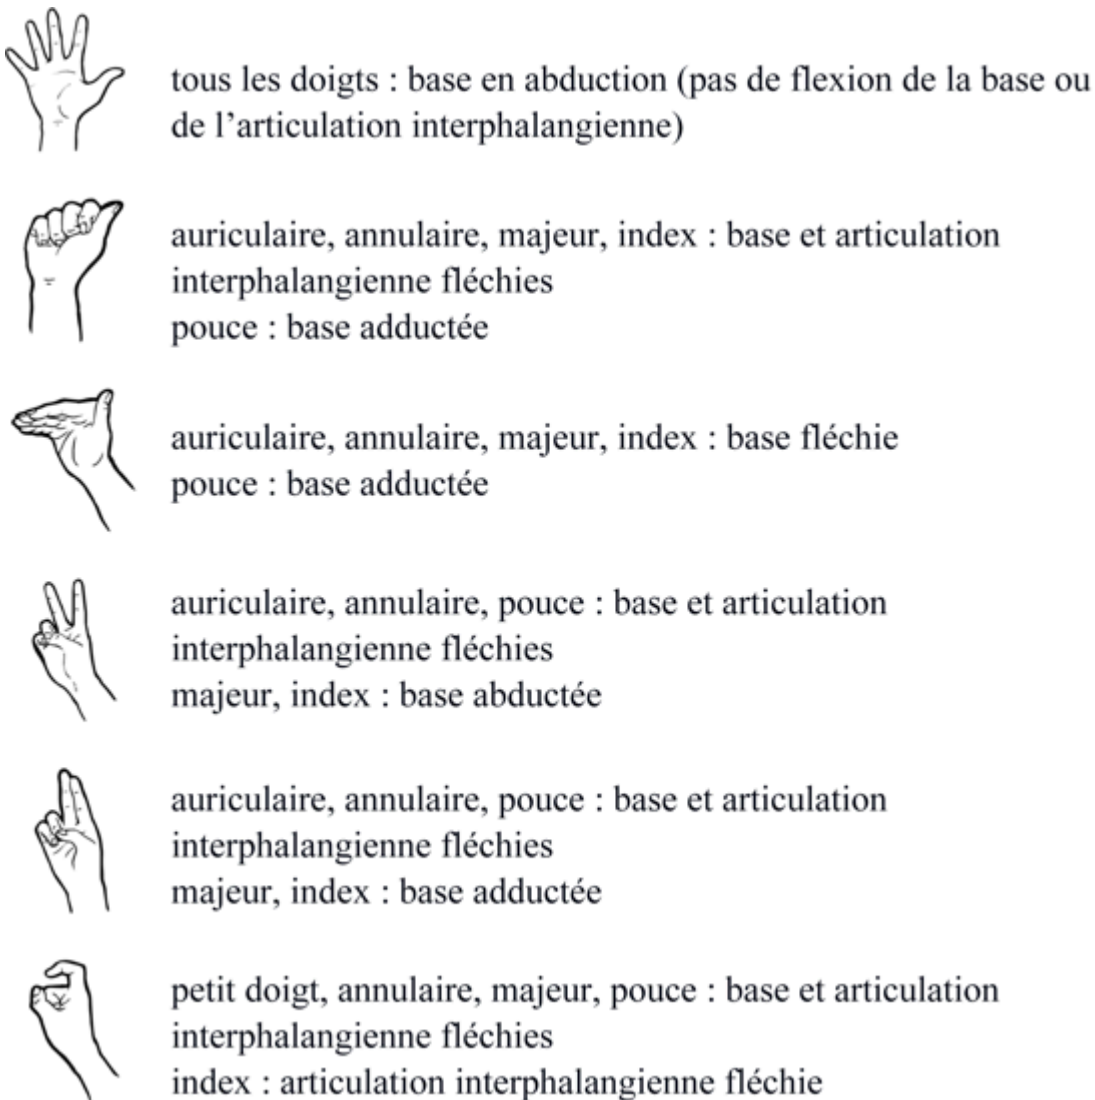 tous les doigts : base en abduction (pas de flexion de la base ou
de l’articulation interphalangienne)
auriculaire, annulaire, majeur, index : base et articulation
interphalangienne fléchies
pouce : base adductée
auriculaire, annulaire, majeur, index : base fléchie
pouce : base adductée
auriculaire, annulaire, pouce : base et articulation
interphalangienne fléchies
majeur, index : base abductée
auriculaire, annulaire, pouce : base et articulation
interphalangienne fléchies
majeur, index : base adductée
petit doigt, annulaire, majeur, pouce : base et articulation
interphalangienne fléchies
index : articulation interphalangienne fléchie